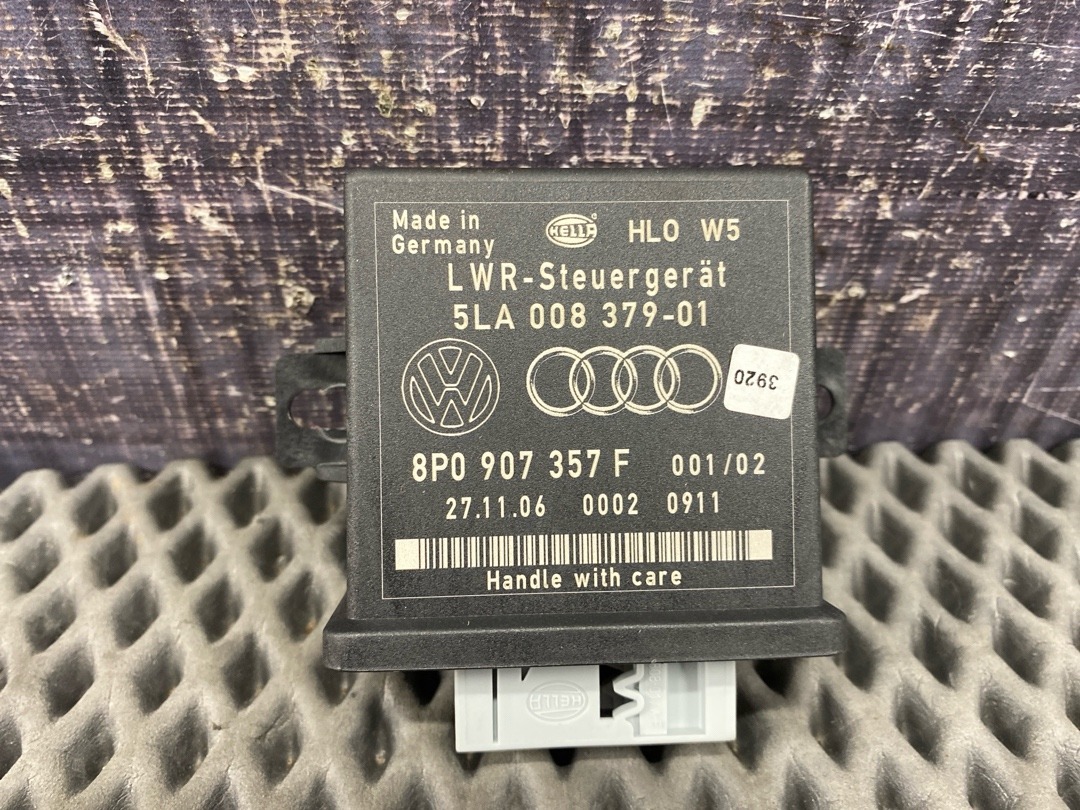 Made in
Germany
HELLA HLO W5
LWR-Steuergerät
5LA 008 379-01
VW
3920
8P0 907 357 F 001/02
27.11.06 0002 0911
Handle with care
HELLA